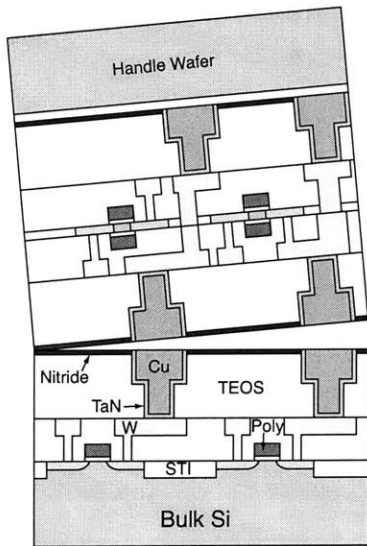 Handle Wafer
Nitride
Cu
TEOS
TaN
W
Poly
STI
Bulk Si